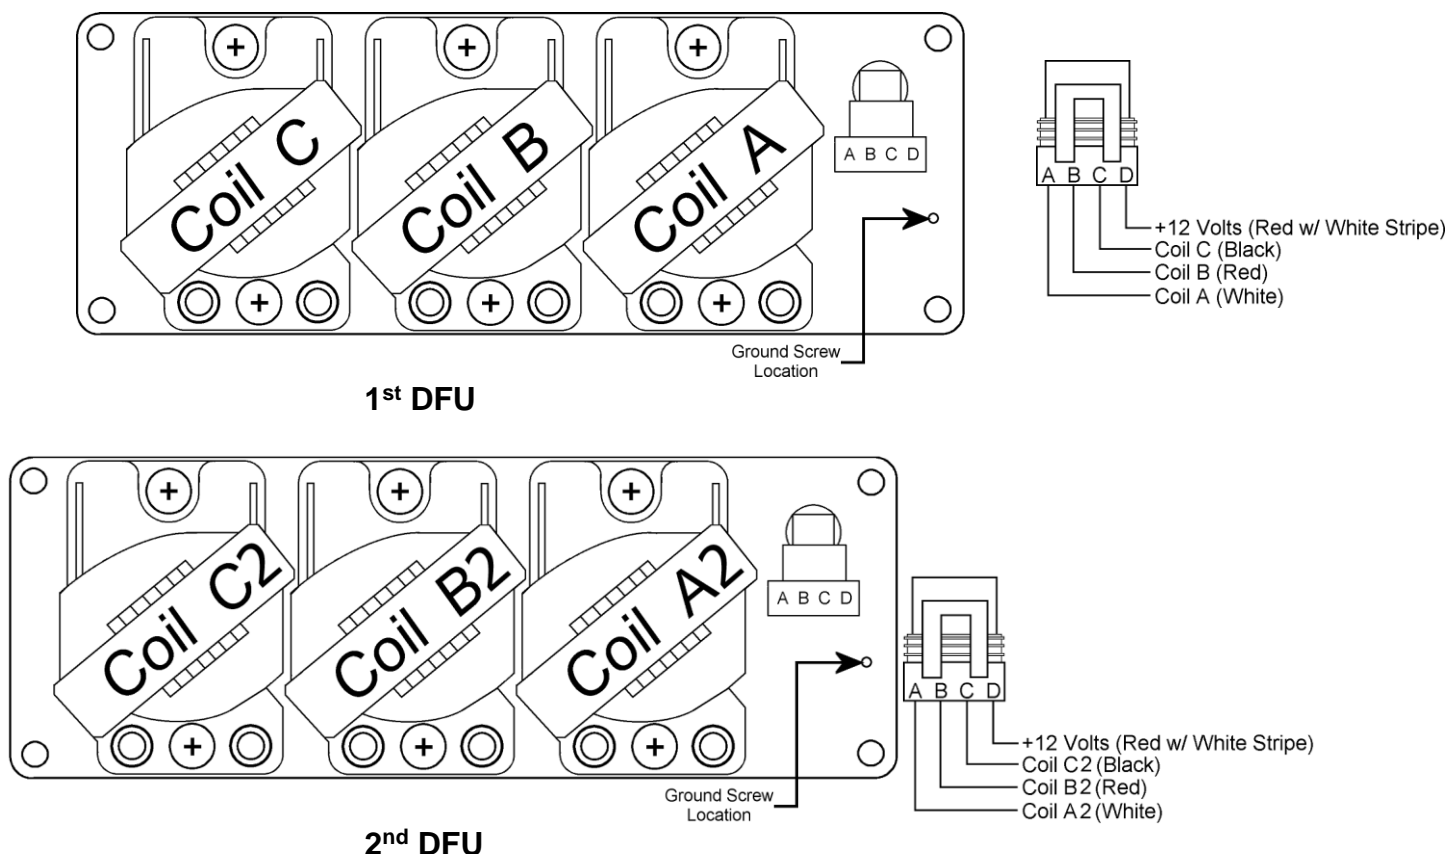 Coil C
Coil B
Coil A
A B C D
A B C D
+12 Volts (Red w/ White Stripe)
Coil C (Black)
Coil B (Red)
Coil A (White)
Ground Screw
Location
1st DFU
Coil C2
Coil B2
Coil A2
A B C D
A B C D
+12 Volts (Red w/ White Stripe)
Coil C2 (Black)
Coil B2 (Red)
Coil A2 (White)
Ground Screw
Location
2nd DFU